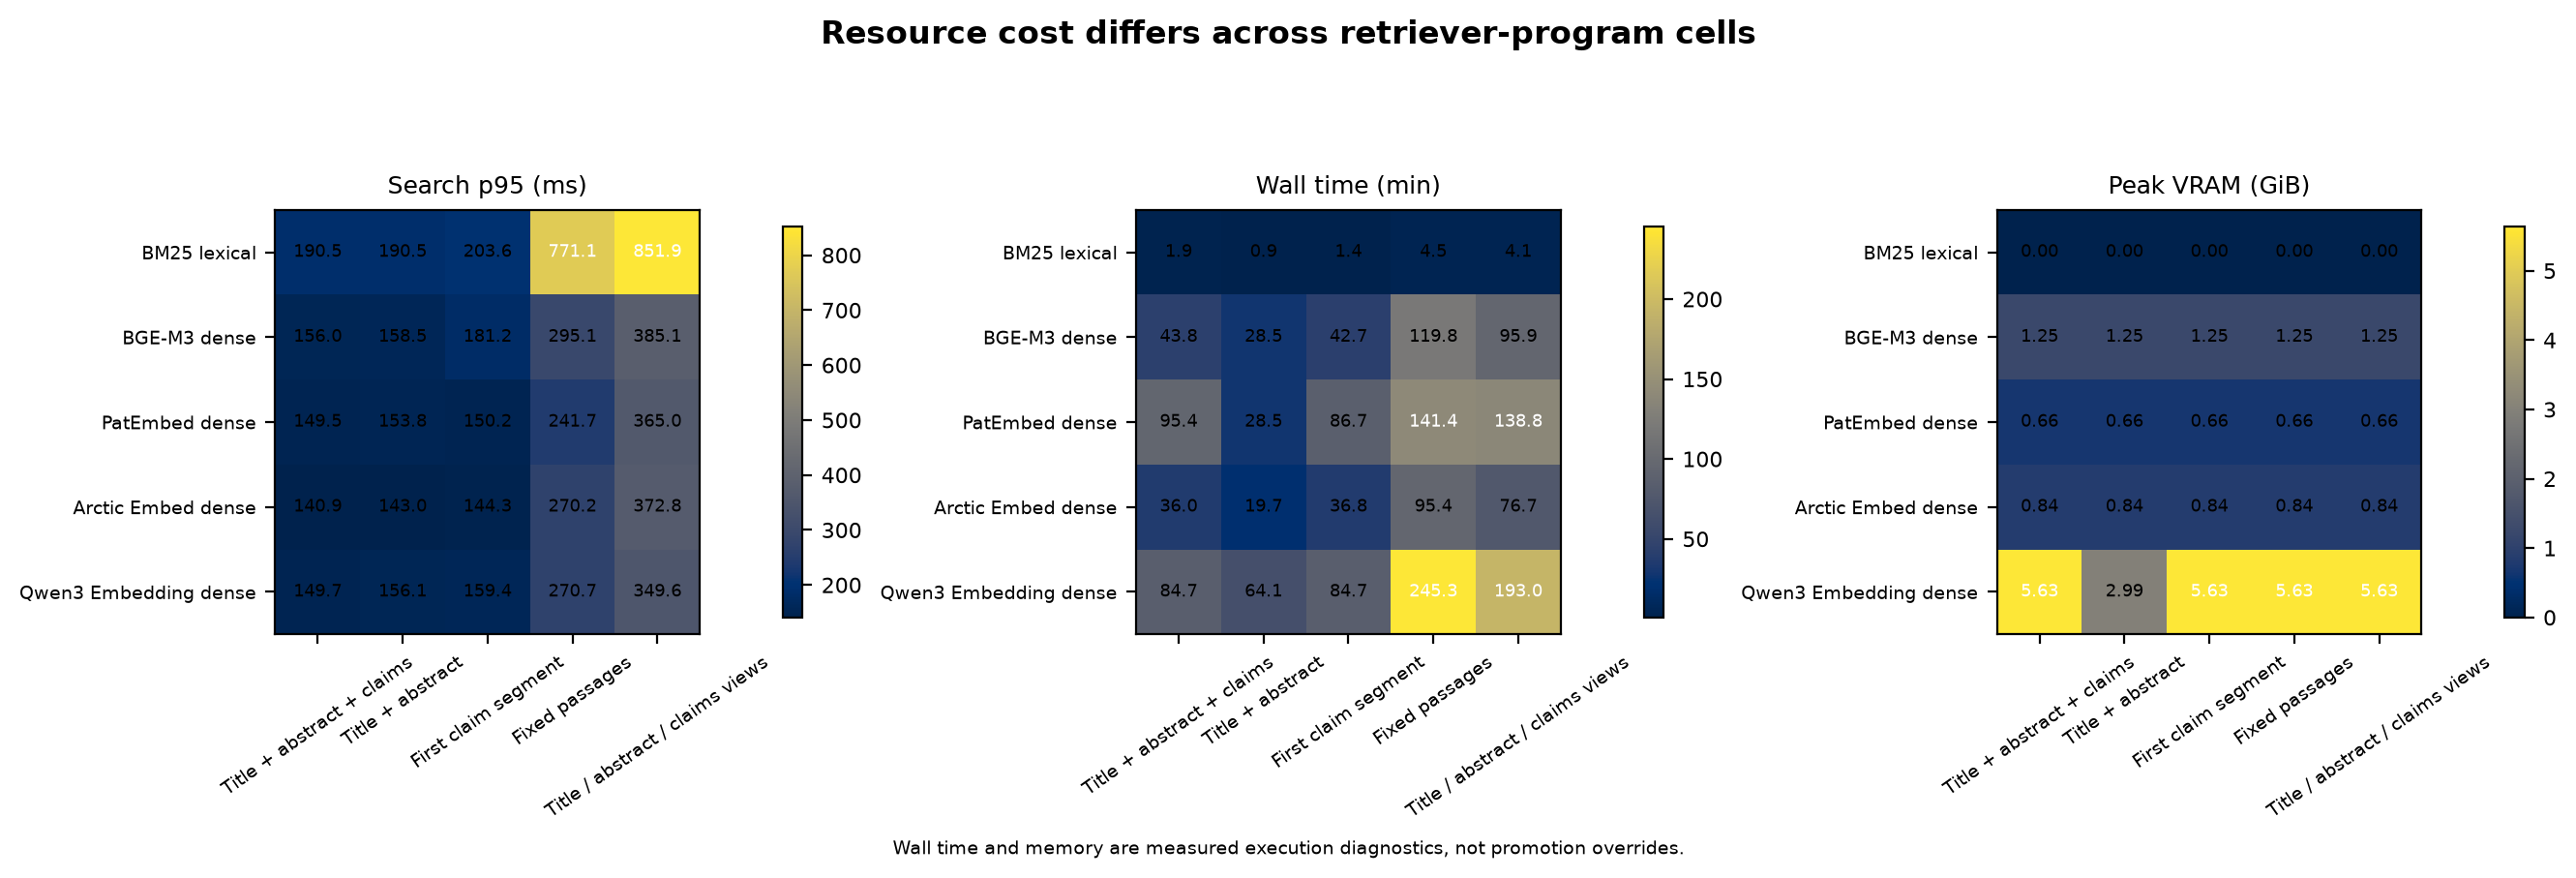 Resource cost differs across retriever-program cells
Search p95 (ms)
BM25 lexical 190.5 190.5 203.6 771.1 851.9
BGE-M3 dense 156.0 158.5 181.2 295.1 385.1
PatEmbed dense 149.5 153.8 150.2 241.7 365.0
Arctic Embed dense 140.9 143.0 144.3 270.2 372.8
Qwen3 Embedding dense 149.7 156.1 159.4 270.7 349.6
Title + abstract + claims
Title + abstract
First claim segment
Fixed passages
Title / abstract / claims views
800
700
600
500
400
300
200
Wall time (min)
BM25 lexical 1.9 0.9 1.4 4.5 4.1
BGE-M3 dense 43.8 28.5 42.7 119.8 95.9
PatEmbed dense 95.4 28.5 86.7 141.4 138.8
Arctic Embed dense 36.0 19.7 36.8 95.4 76.7
Qwen3 Embedding dense 84.7 64.1 84.7 245.3 193.0
Title + abstract + claims
Title + abstract
First claim segment
Fixed passages
Title / abstract / claims views
200
150
100
50
Peak VRAM (GiB)
BM25 lexical 0.00 0.00 0.00 0.00 0.00
BGE-M3 dense 1.25 1.25 1.25 1.25 1.25
PatEmbed dense 0.66 0.66 0.66 0.66 0.66
Arctic Embed dense 0.84 0.84 0.84 0.84 0.84
Qwen3 Embedding dense 5.63 2.99 5.63 5.63 5.63
Title + abstract + claims
Title + abstract
First claim segment
Fixed passages
Title / abstract / claims views
5
4
3
2
1
0
Wall time and memory are measured execution diagnostics, not promotion overrides.